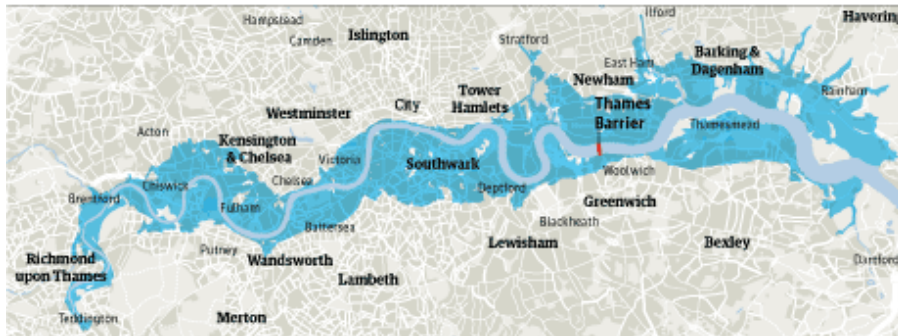 Hampstead
Camden
Islington
Stratford
Ilford
Havering
East Ham
Barking &
Dagenham
Newham
Tower
Hamlets
City
Westminster
Thames
Barrier
Rainham
Acton
Kensington
& Chelsea
Victoria
Southwark
Thamesmead
Chiswick
Chelsea
Deptford
Woolwich
Brentford
Fulham
Battersea
Greenwich
Blackheath
Putney
Wandsworth
Lewisham
Bexley
Dartford
Richmond
upon Thames
Lambeth
Teddington
Merton